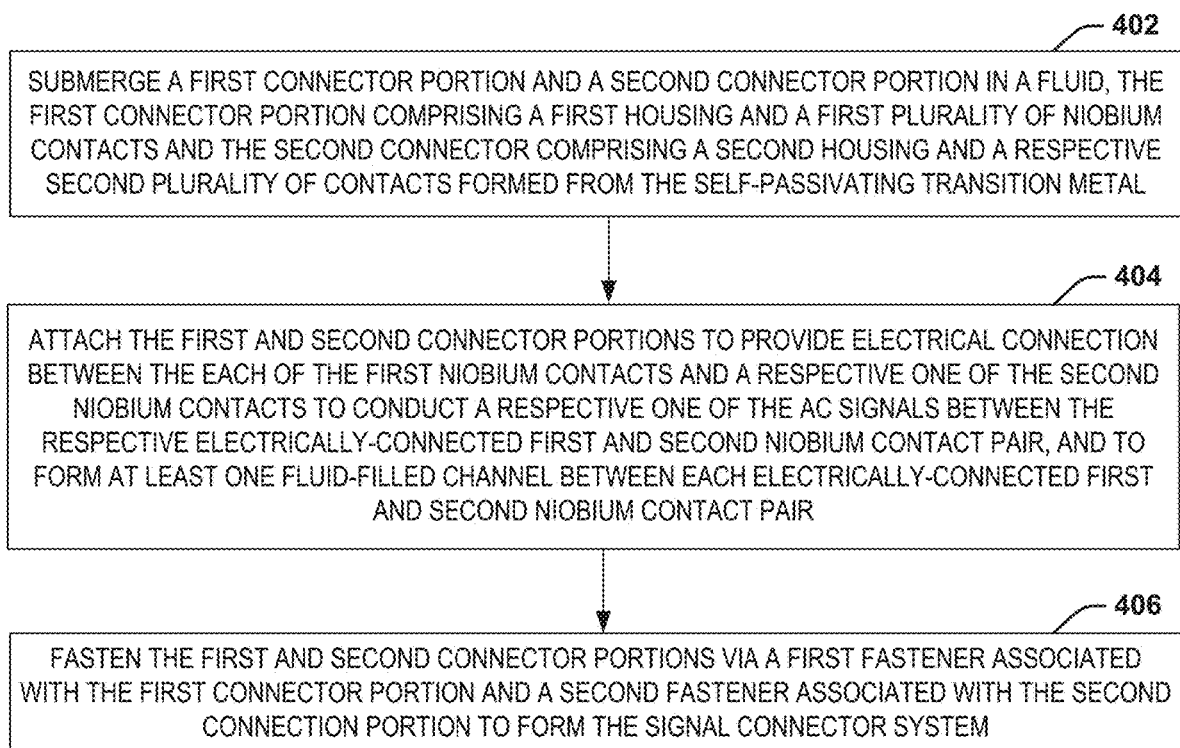 402
SUBMERGE A FIRST CONNECTOR PORTION AND A SECOND CONNECTOR PORTION IN A FLUID, THE
FIRST CONNECTOR PORTION COMPRISING A FIRST HOUSING AND A FIRST PLURALITY OF NIOBIUM
CONTACTS AND THE SECOND CONNECTOR COMPRISING A SECOND HOUSING AND A RESPECTIVE
SECOND PLURALITY OF CONTACTS FORMED FROM THE SELF-PASSIVATING TRANSITION METAL
404
ATTACH THE FIRST AND SECOND CONNECTOR PORTIONS TO PROVIDE ELECTRICAL CONNECTION
BETWEEN THE EACH OF THE FIRST NIOBIUM CONTACTS AND A RESPECTIVE ONE OF THE SECOND
NIOBIUM CONTACTS TO CONDUCT A RESPECTIVE ONE OF THE AC SIGNALS BETWEEN THE
RESPECTIVE ELECTRICALLY-CONNECTED FIRST AND SECOND NIOBIUM CONTACT PAIR, AND TO
FORM AT LEAST ONE FLUID-FILLED CHANNEL BETWEEN EACH ELECTRICALLY-CONNECTED FIRST
AND SECOND NIOBIUM CONTACT PAIR
406
FASTEN THE FIRST AND SECOND CONNECTOR PORTIONS VIA A FIRST FASTENER ASSOCIATED
WITH THE FIRST CONNECTOR PORTION AND A SECOND FASTENER ASSOCIATED WITH THE SECOND
CONNECTION PORTION TO FORM THE SIGNAL CONNECTOR SYSTEM